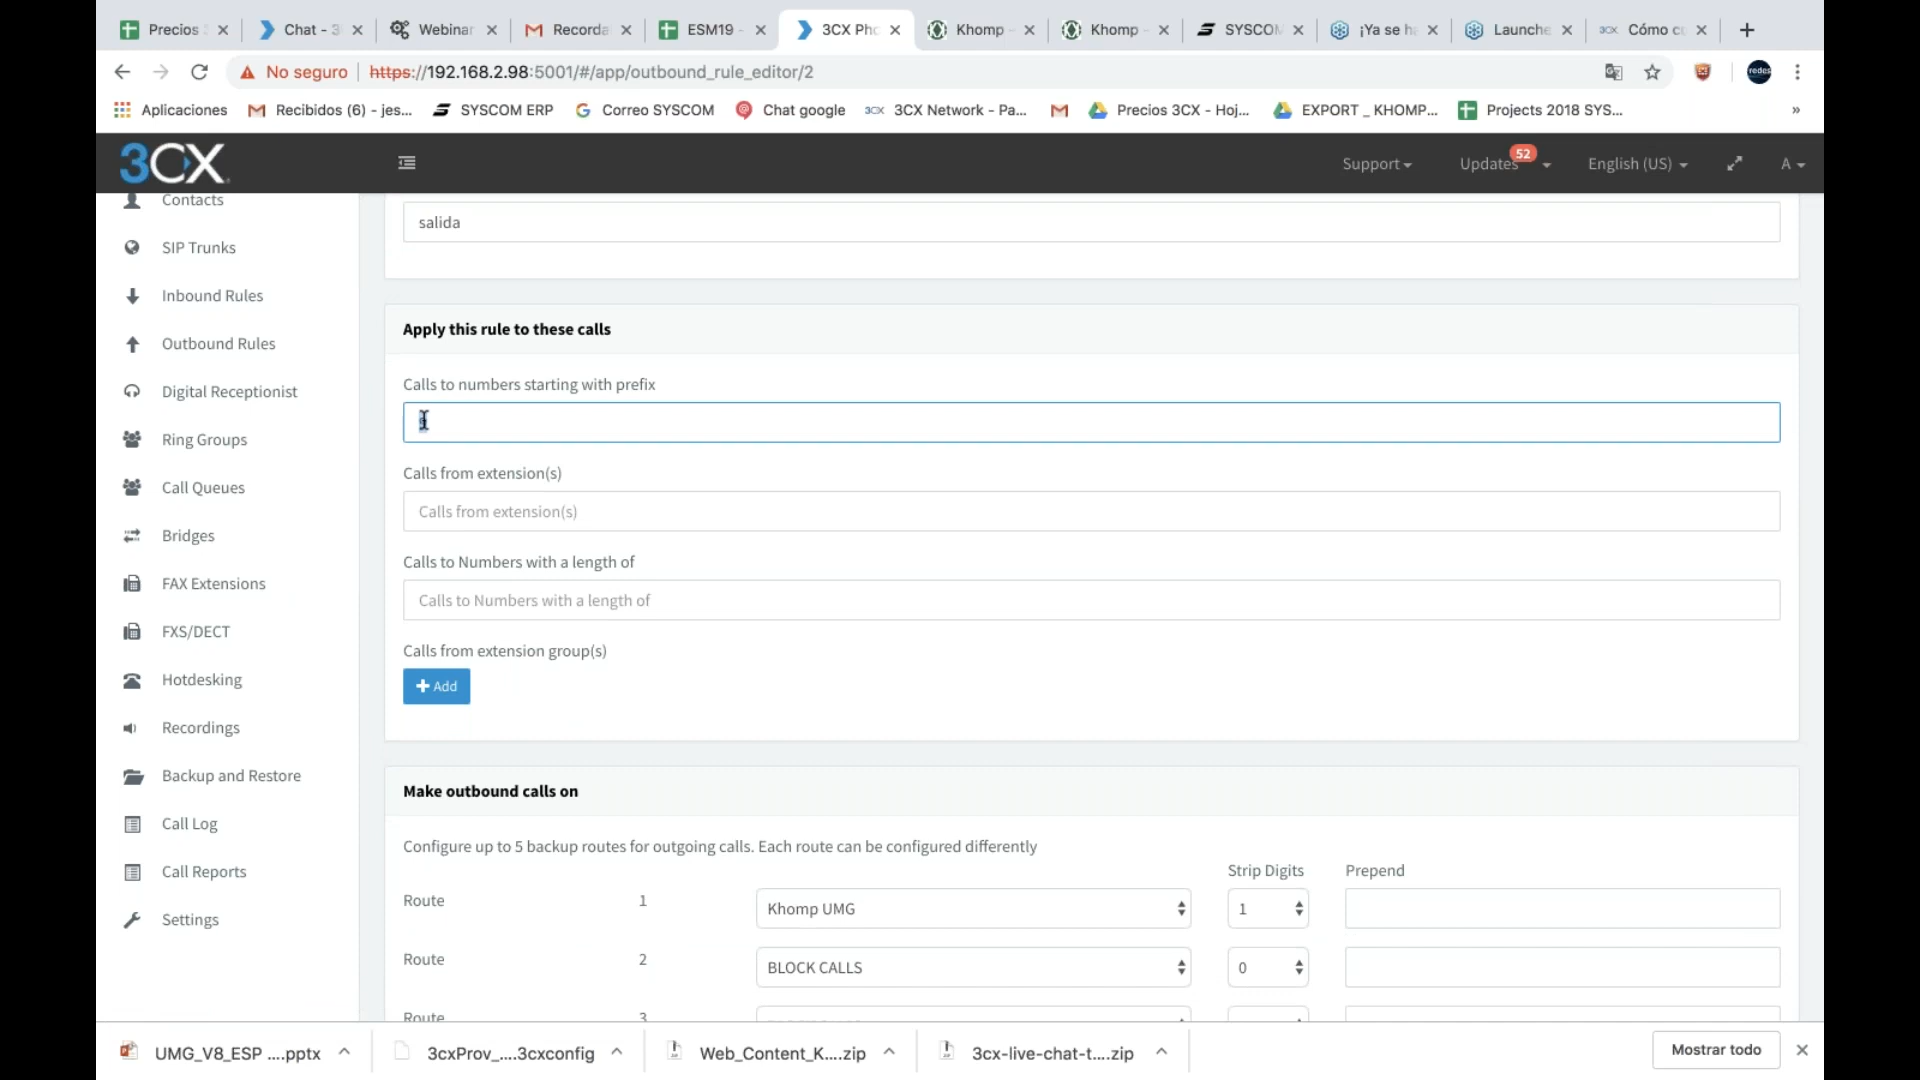 Precios
Chat - 3
Webinar
Recorda
ESM19 -
3CX Pho
Khomp -
Khomp -
SYSCOM
¡Ya se ha
Launche
3CX Cómo c
No seguro
https://192.168.2.98:5001/#/app/outbound_rule_editor/2
redes
Aplicaciones
Recibidos (6) - jes...
SYSCOM ERP
Correo SYSCOM
Chat google
3CX 3CX Network - Pa...
Precios 3CX - Hoj...
EXPORT _ KHOMP...
Projects 2018 SYS...
»
3CX
Support
Updates 52
English (US)
A
Contacts
SIP Trunks
Inbound Rules
Outbound Rules
Digital Receptionist
Ring Groups
Call Queues
Bridges
FAX Extensions
FXS/DECT
Hotdesking
Recordings
Backup and Restore
Call Log
Call Reports
Settings
salida
Apply this rule to these calls
Calls to numbers starting with prefix
Calls from extension(s)
Calls from extension(s)
Calls to Numbers with a length of
Calls to Numbers with a length of
Calls from extension group(s)
+ Add
Make outbound calls on
Configure up to 5 backup routes for outgoing calls. Each route can be configured differently
Strip Digits Prepend
Route 1 Khomp UMG 1
Route 2 BLOCK CALLS 0
Route 3
UMG_V8_ESP ....pptx
3cxProv_....3cxconfig
Web_Content_K....zip
3cx-live-chat-t....zip
Mostrar todo